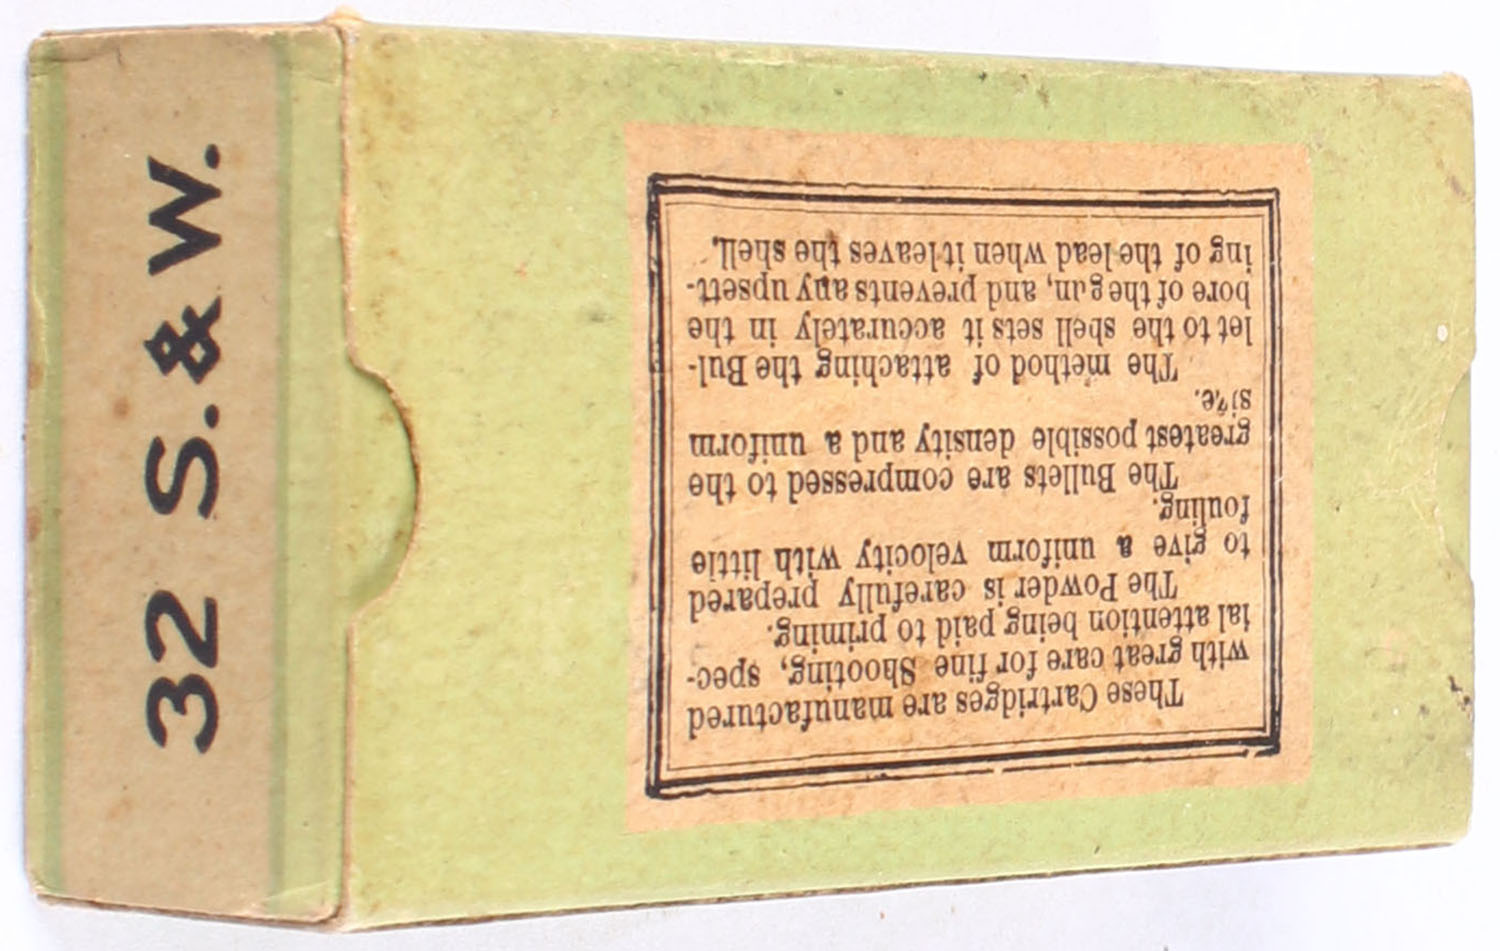 32 S.&W.
These Cartridges are manufactured
with great care for fine Shooting, spec-
ial attention being paid to priming.
The Powder is carefully prepared
to give a uniform velocity with little
fouling.
The Bullets are compressed to the
greatest possible density and a uniform
size.
The method of attaching the Bul-
let to the shell sets it accurately in the
bore of the gun, and prevents any upsett-
ing of the lead when it leaves the shell.